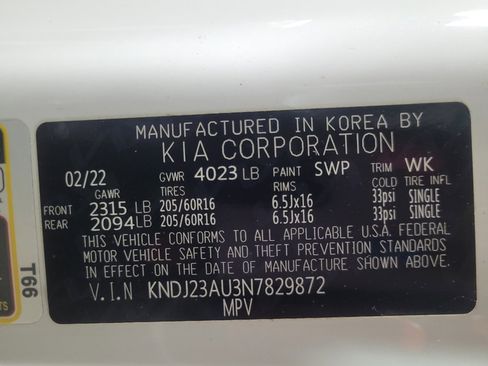 MANUFACTURED IN KOREA BY
KIA CORPORATION
02/22 GVWR 4023 LB PAINT SWP TRIM WK
GAWR TIRES RIMS COLD TIRE INFL
FRONT 2315 LB 205/60R16 6.5Jx16 33psi SINGLE
REAR 2094LB 205/60R16 6.5Jx16 33psi SINGLE
THIS VEHICLE CONFORMS TO ALL APPLICABLE U.S.A. FEDERAL
MOTOR VEHICLE SAFETY AND THEFT PREVENTION STANDARDS
IN EFFECT ON THE DATE OF MANUFACTURE SHOWN ABOVE.
V.I.N KNDJ23AU3N7829872
MPV
T66